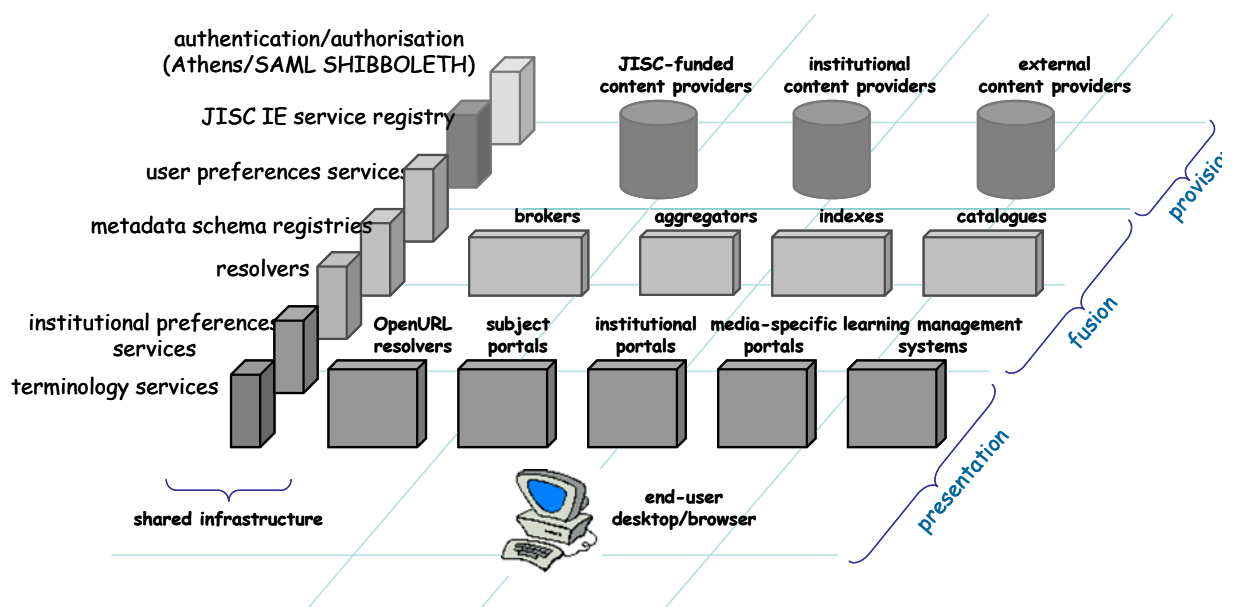 authentication/authorisation
(Athens/SAML SHIBBOLETH)
JISC-funded
content providers
institutional
content providers
external
content providers
JISC IE service registry
user preferences services
provision
metadata schema registries
brokers
aggregators
indexes
catalogues
resolvers
fusion
institutional preferences
services
OpenURL
resolvers
subject
portals
institutional
portals
media-specific
portals
learning management
systems
terminology services
presentation
shared infrastructure
end-user
desktop/browser